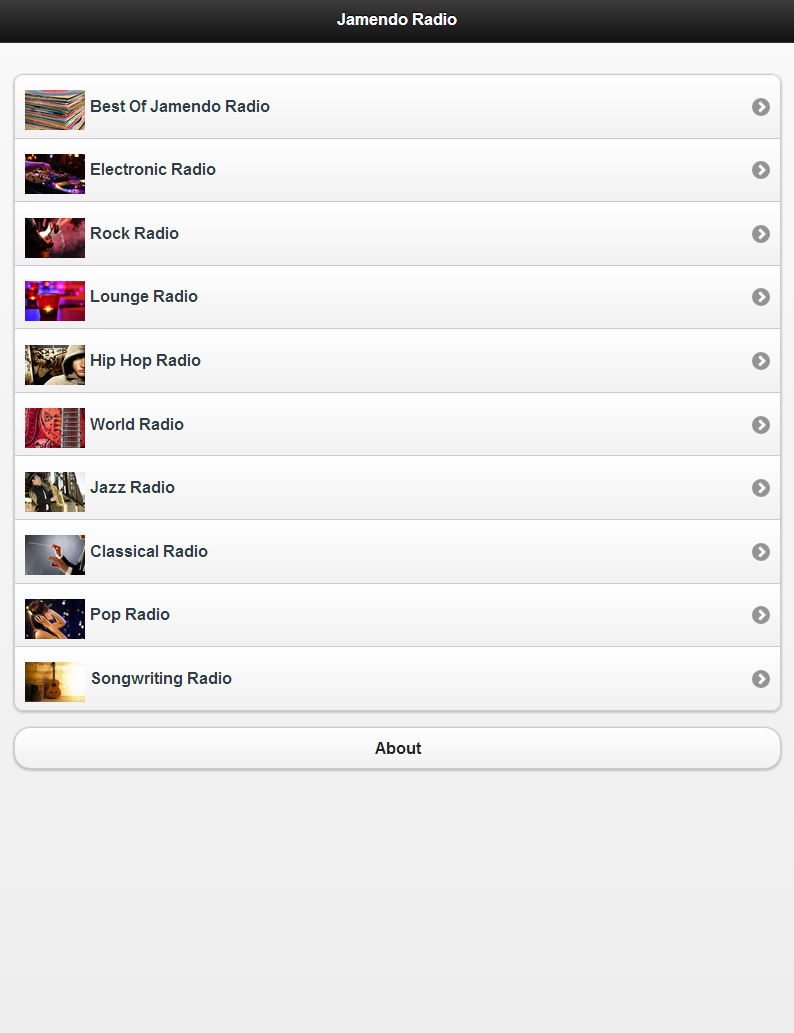 Jamendo Radio
Best Of Jamendo Radio
Electronic Radio
Rock Radio
Lounge Radio
Hip Hop Radio
World Radio
Jazz Radio
Classical Radio
Pop Radio
Songwriting Radio
About